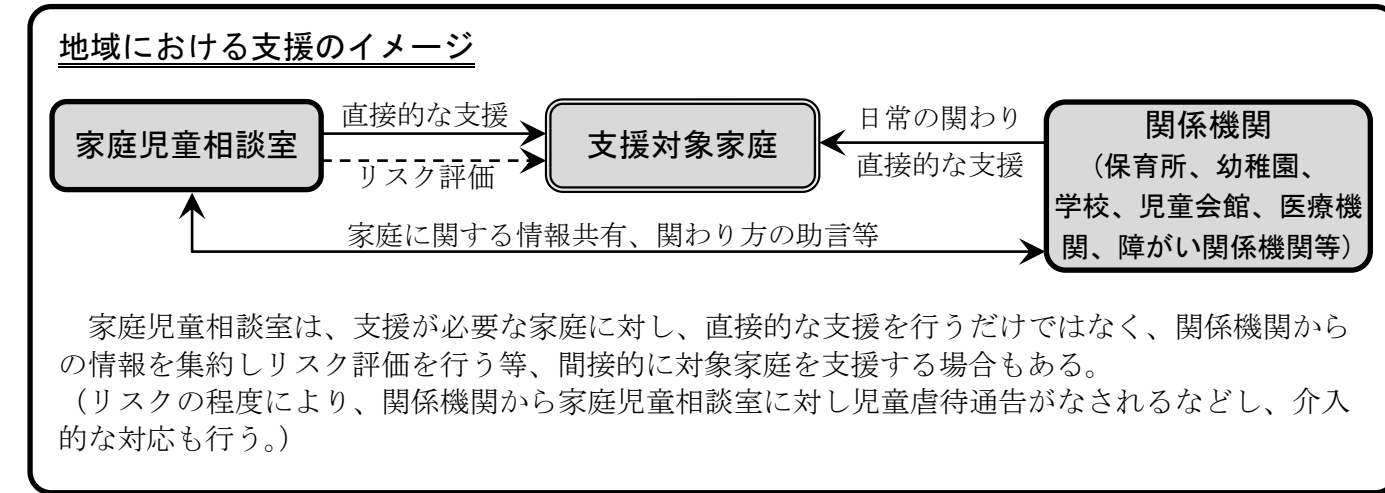 地域における支援のイメージ
家庭児童相談室
直接的な支援
リスク評価
支援対象家庭
日常の関わり
直接的な支援
関係機関
(保育所、幼稚園、
学校、児童会館、医療機
関、障がい関係機関等)
家庭に関する情報共有、関わり方の助言等
家庭児童相談室は、支援が必要な家庭に対し、直接的な支援を行うだけではなく、関係機関から
の情報を集約しリスク評価を行う等、間接的に対象家庭を支援する場合もある。
(リスクの程度により、関係機関から家庭児童相談室に対し児童虐待通告がなされるなどし、介入
的な対応も行う。)